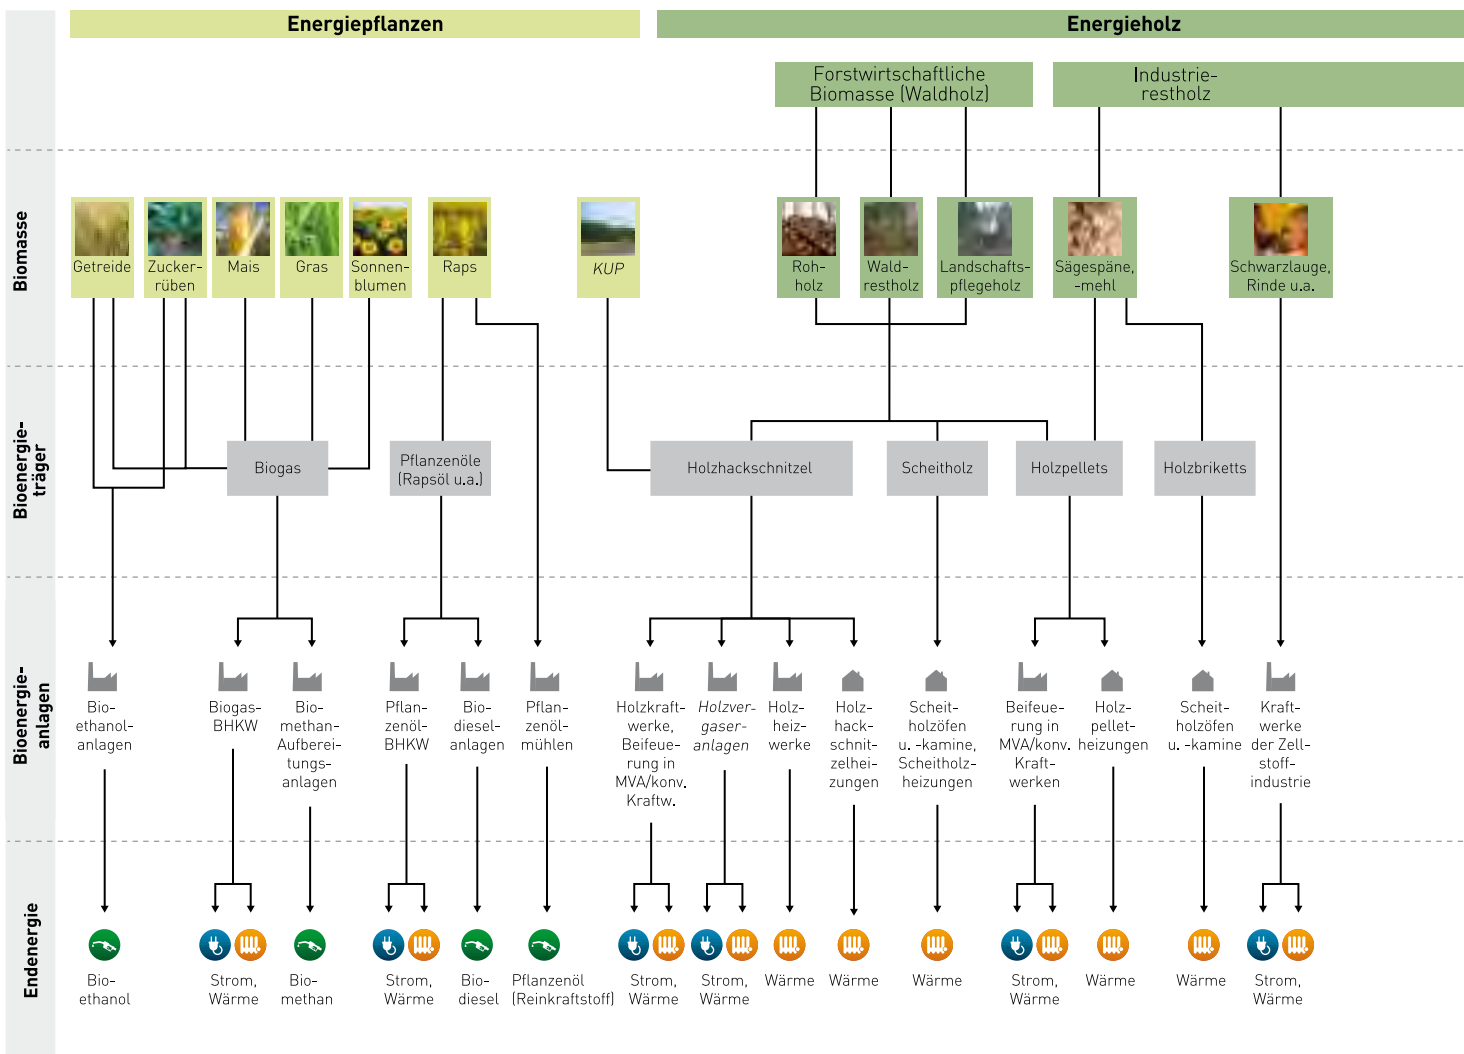 Energiepflanzen
Energieholz
Forstwirtschaftliche
Biomasse (Waldholz)
Industrie-
restholz
Biomasse
Getreide
Zucker-
rüben
Mais
Gras
Sonnen-
blumen
Raps
KUP
Roh-
holz
Wald-
restholz
Landschafts-
pflegeholz
Sägespäne,
-mehl
Schwarzlauge,
Rinde u.a.
Bioenergie-
träger
Biogas
Pflanzenöle
(Rapsöl u.a.)
Holzhackschnitzel
Scheitholz
Holzpellets
Holzbriketts
Bioenergie-
anlagen
Bio-
ethanol-
anlagen
Biogas-
BHKW
Bio-
methan-
Aufberei-
tungs-
anlagen
Pflan-
zenöl-
BHKW
Bio-
diesel-
anlagen
Pflan-
zenöl-
mühlen
Holzkraft-
werke,
Beifeue-
rung in
MVA/konv.
Kraftw.
Holzver-
gaser-
anlagen
Holz-
heiz-
werke
Holz-
hack-
schnit-
zelhei-
zungen
Scheit-
holzöfen
u. -kamine,
Scheitholz-
heizungen
Beifeue-
rung in
MVA/konv.
Kraft-
werken
Holz-
pellet-
heizungen
Scheit-
holzöfen
u. -kamine
Kraft-
werke
der Zell-
stoff-
industrie
Endenergie
Bio-
ethanol
Strom,
Wärme
Bio-
methan
Strom,
Wärme
Bio-
diesel
Pflanzenöl
(Reinkraftstoff)
Strom,
Wärme
Strom,
Wärme
Wärme
Wärme
Wärme
Strom,
Wärme
Wärme
Wärme
Strom,
Wärme